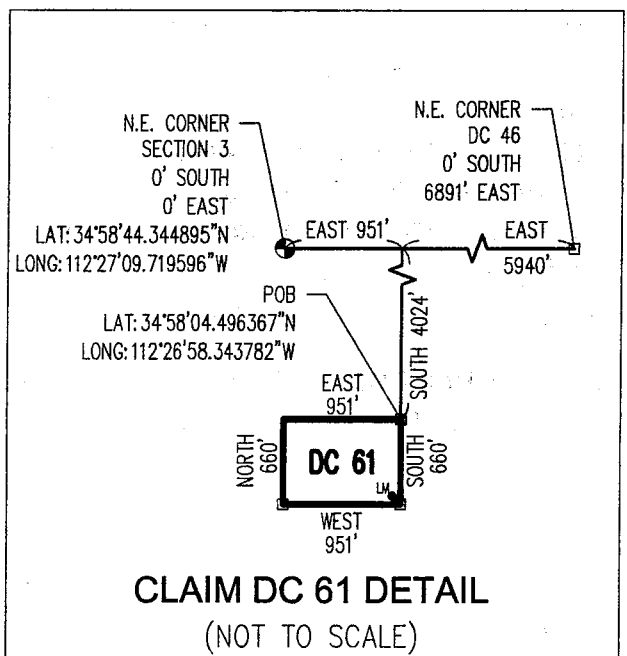 N.E. CORNER
SECTION 3
0' SOUTH
0' EAST
LAT: 34°58'44.344895"N
LONG: 112°27'09.719596"W
N.E. CORNER
DC 46
0' SOUTH
6891' EAST
EAST 951'
EAST
5940'
POB
LAT: 34°58'04.496367"N
LONG: 112°26'58.343782"W
SOUTH 4024'
EAST
951'
NORTH
660'
DC 61
SOUTH
660'
LM
WEST
951'
CLAIM DC 61 DETAIL
(NOT TO SCALE)